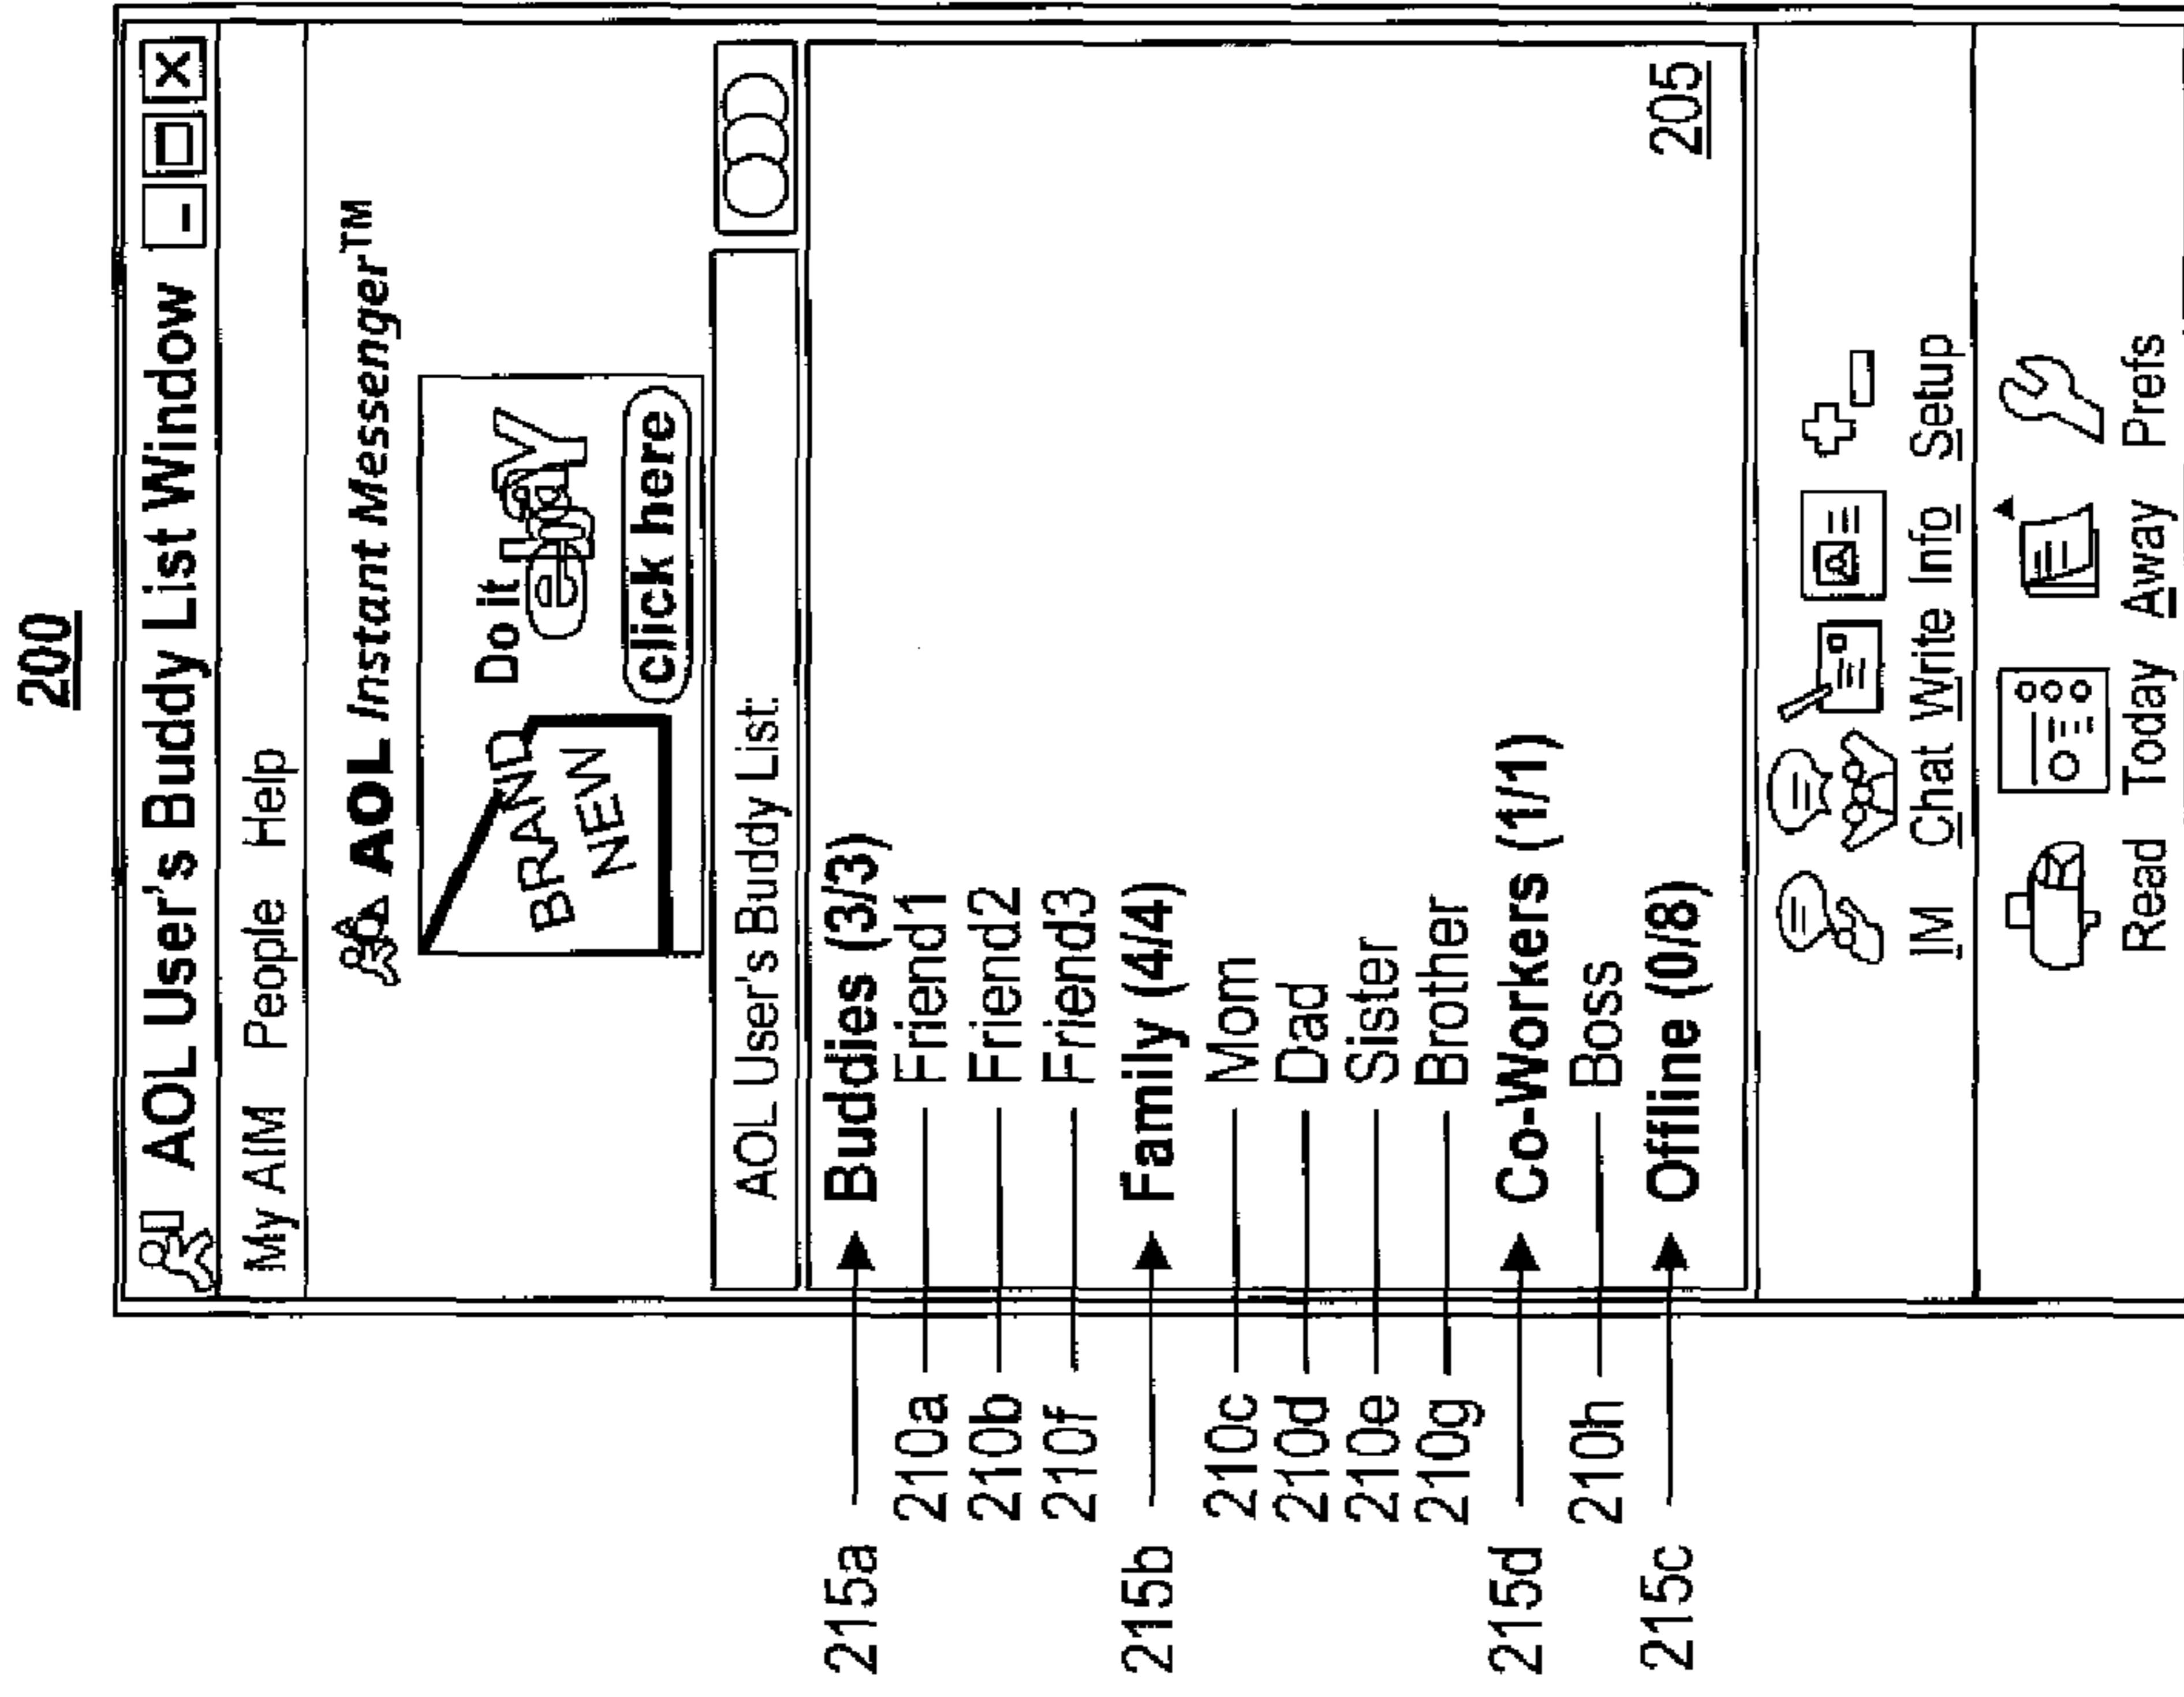 200
AOL User's Buddy List Window
My AIM People Help
AOL Instant Messenger™
BRAND NEW
Do it
ebay
click here
AOL User's Buddy List:
215a Buddies (3/3)
210a Friend1
210b Friend2
210f Friend3
215b Family (4/4)
210c Mom
210d Dad
210e Sister
210g Brother
215d Co-Workers (1/1)
210h Boss
215c Offline (0/8)
205
IM Chat Write Info Setup
Read Today Away Prefs